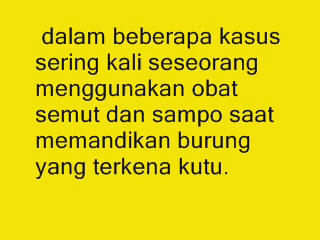 dalam beberapa kasus
sering kali seseorang
menggunakan obat
semut dan sampo saat
memandikan burung
yang terkena kutu.